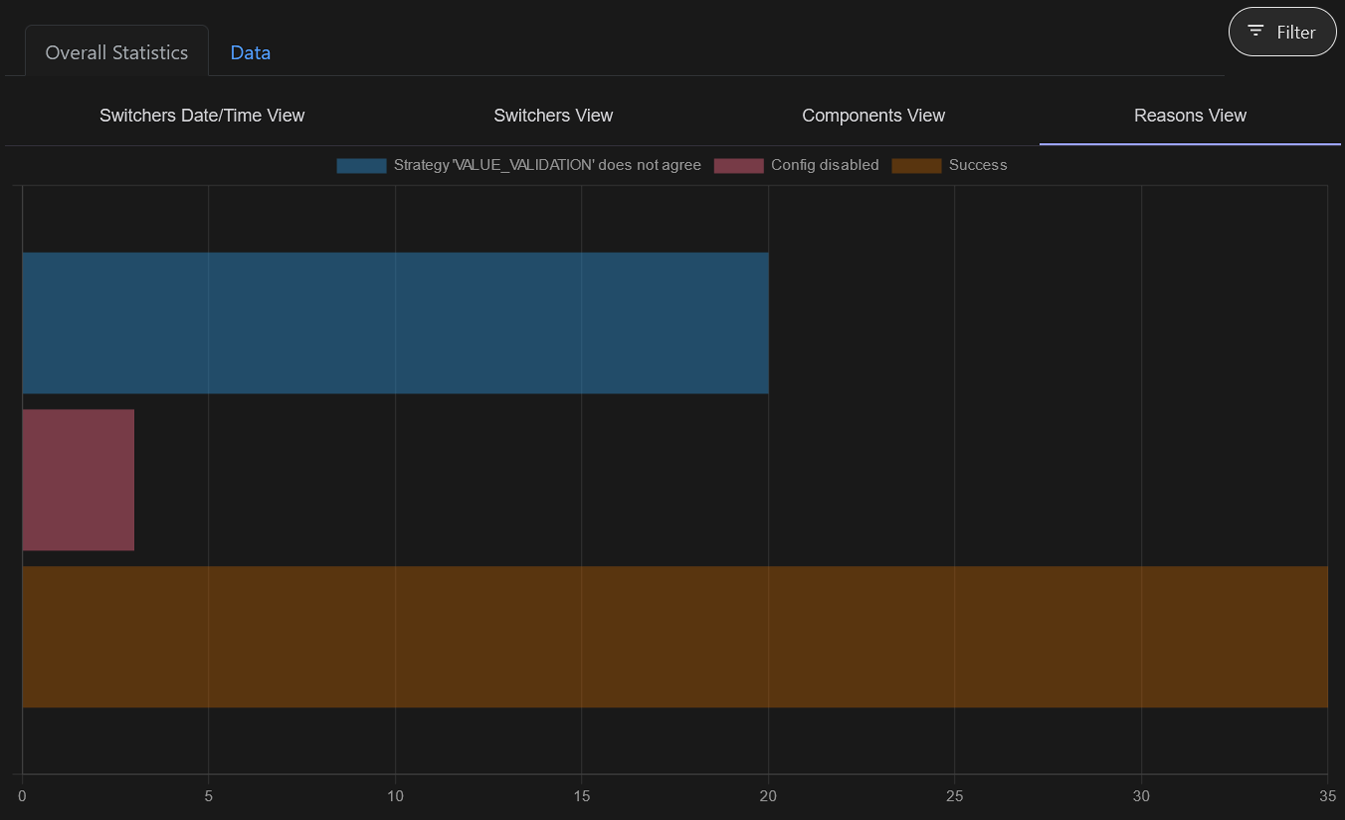 Filter
Overall Statistics Data
Switchers Date/Time View Switchers View Components View Reasons View
Strategy 'VALUE_VALIDATION' does not agree Config disabled Success
0 5 10 15 20 25 30 35